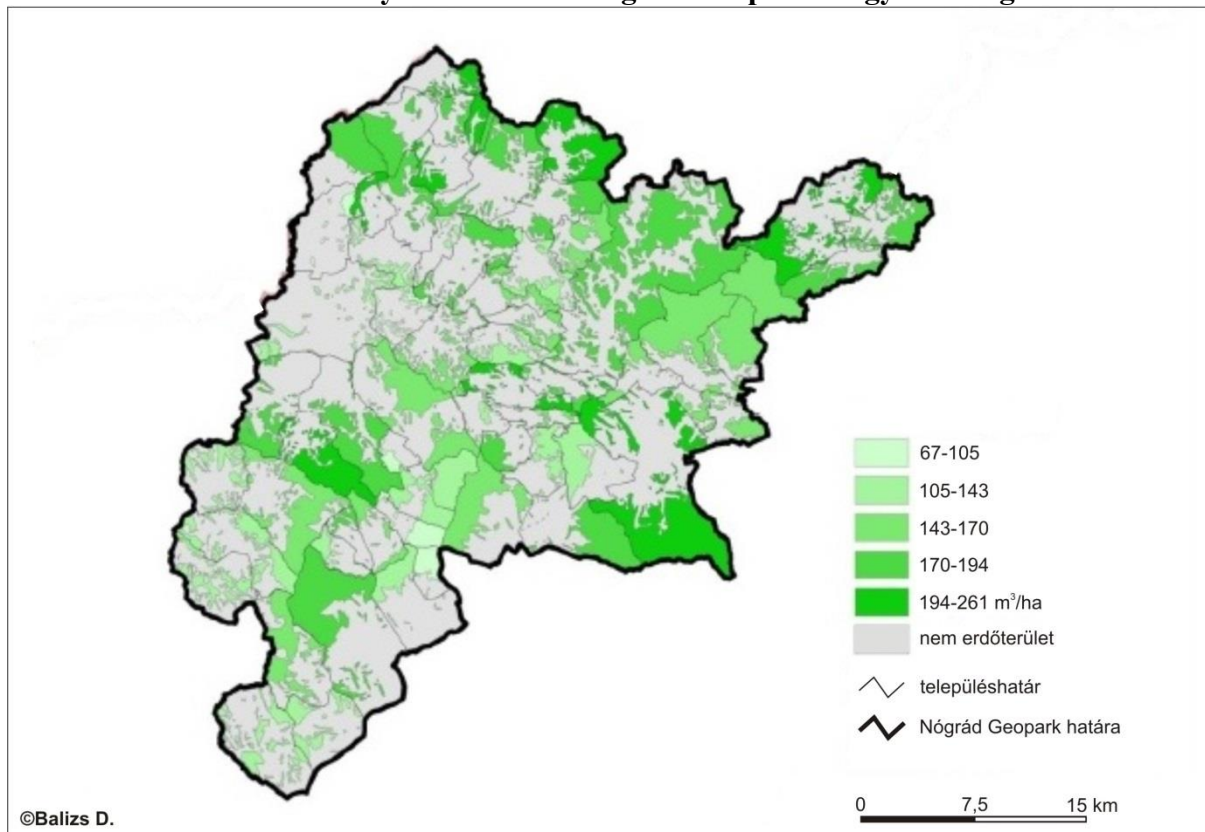 67-105
105-143
143-170
170-194
194-261 m³/ha
nem erdőterület
településhatár
Nógrád Geopark határa
0 7,5 15 km
©Balizs D.